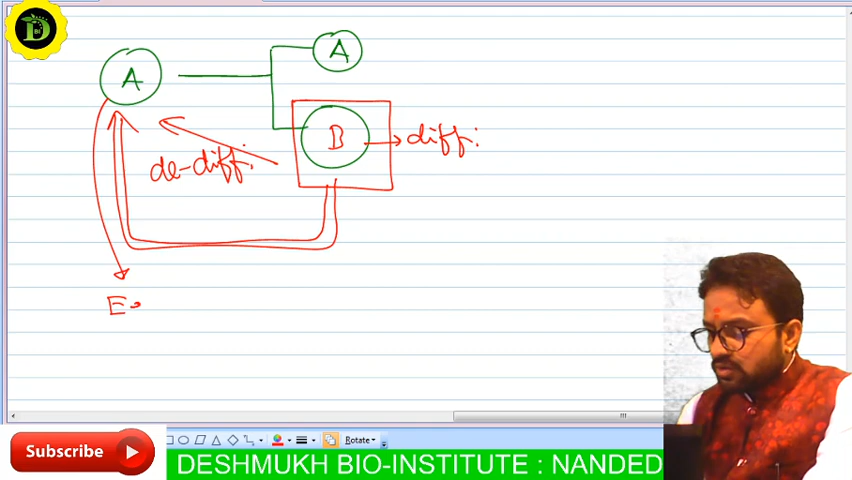 A
A
B
diff:
de-diff:
E
Rotate
Subscribe
DESHMUKH BIO-INSTITUTE : NANDED